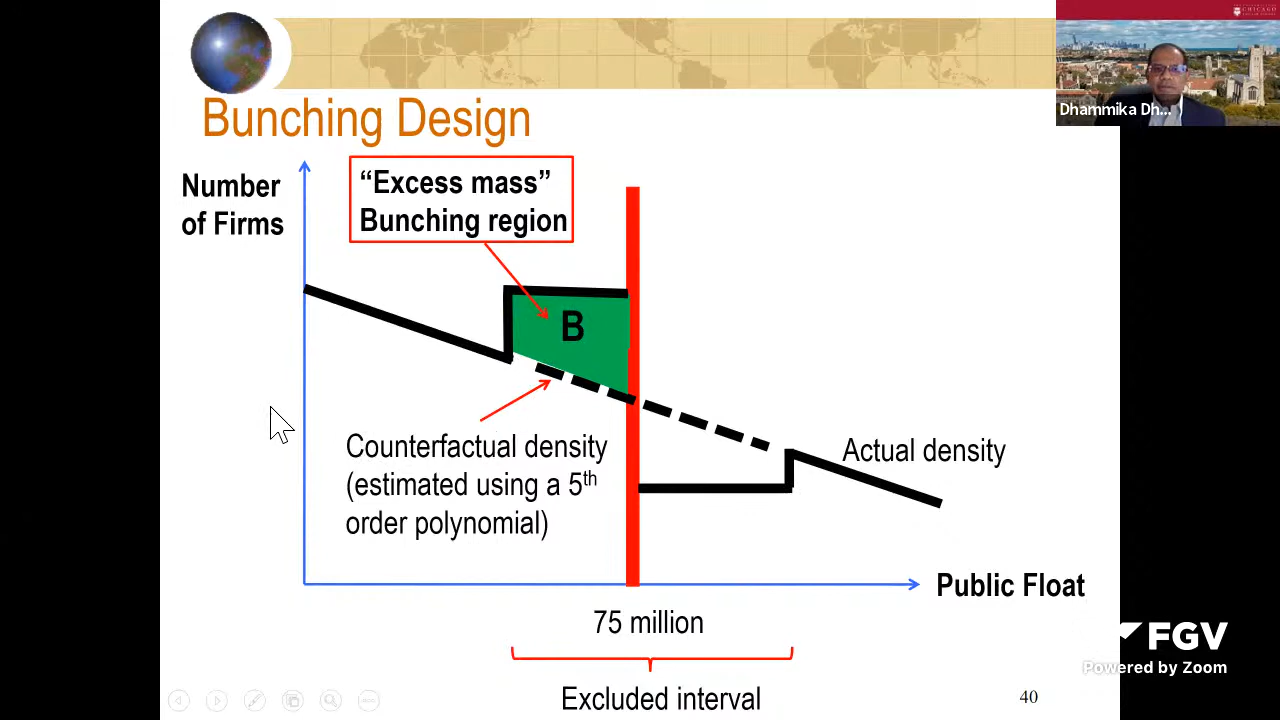 Bunching Design
Number
of Firms
“Excess mass”
Bunching region
B
Counterfactual density
(estimated using a 5th
order polynomial)
Actual density
Public Float
75 million
Excluded interval
40
CHICAGO
Dhammika Dh...
FGV
Powered by Zoom